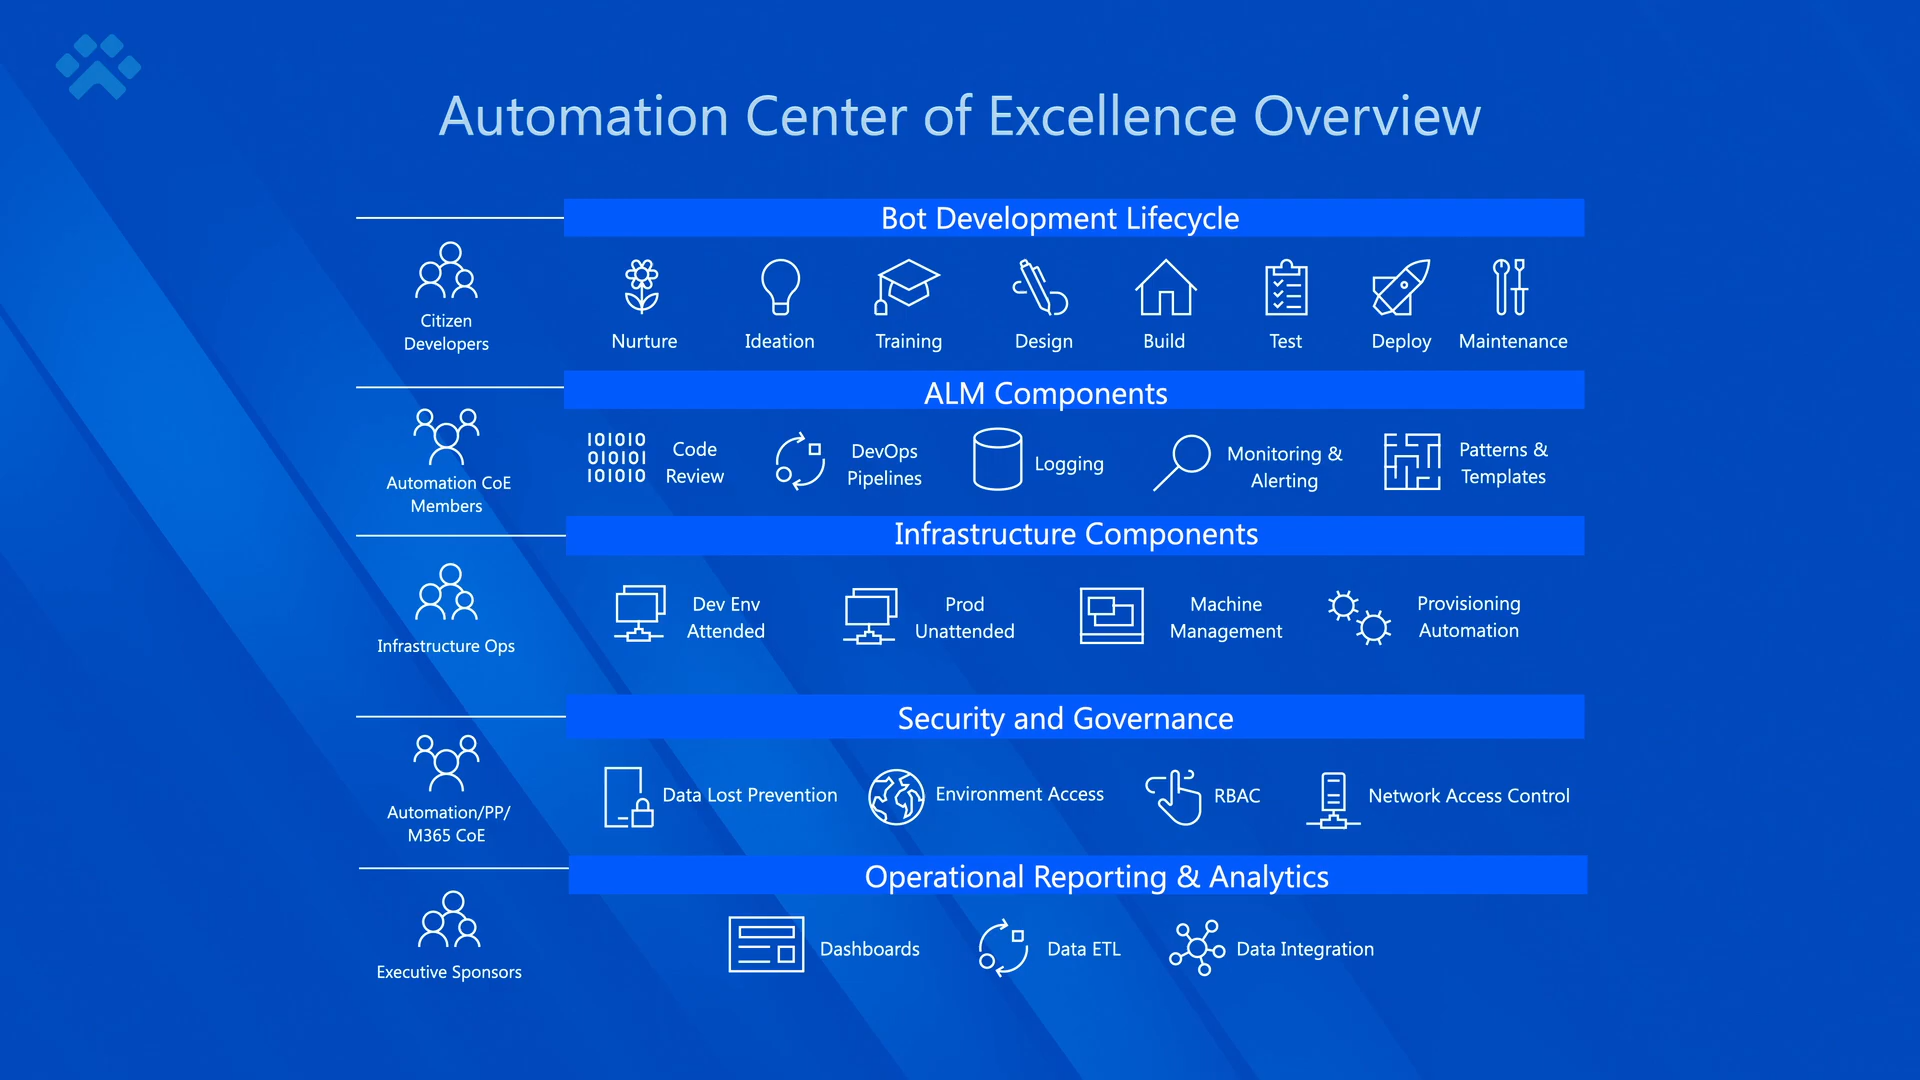 Automation Center of Excellence Overview
Bot Development Lifecycle
Citizen
Developers
Nurture
Ideation
Training
Design
Build
Test
Deploy
Maintenance
ALM Components
Automation CoE
Members
101010
010101
101010
Code
Review
DevOps
Pipelines
Logging
Monitoring &
Alerting
Patterns &
Templates
Infrastructure Components
Infrastructure Ops
Dev Env
Attended
Prod
Unattended
Machine
Management
Provisioning
Automation
Security and Governance
Automation/PP/
M365 CoE
Data Lost Prevention
Environment Access
RBAC
Network Access Control
Operational Reporting & Analytics
Executive Sponsors
Dashboards
Data ETL
Data Integration